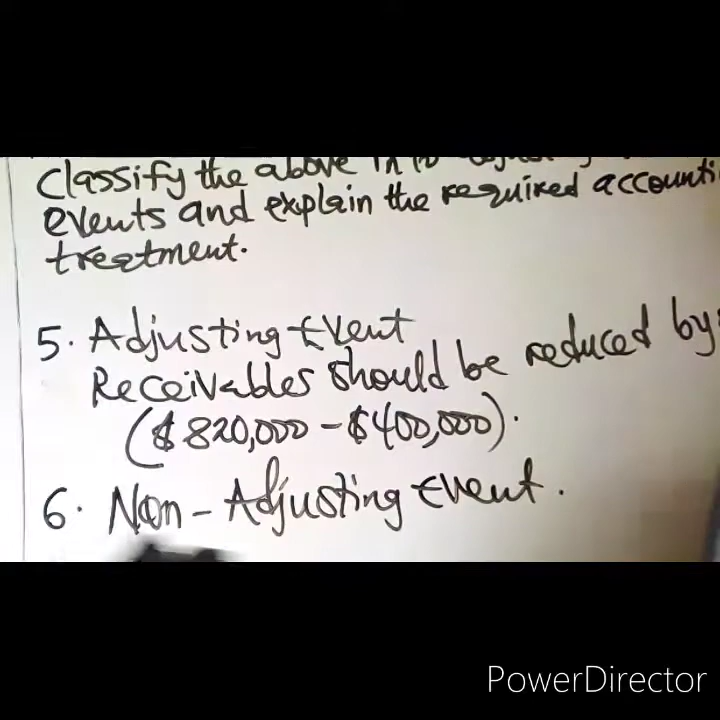 classify the above
events and explain the required accounti
treatment.
5. Adjusting Event
Receivables should be reduced by
($820,000 - $400,000).
6. Non-Adjusting Event.
PowerDirector